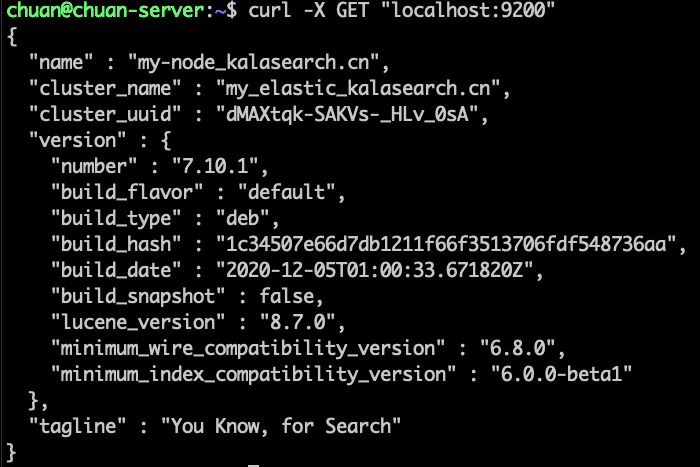 chuan@chuan-server:~$ curl -X GET "localhost:9200"
{
  "name" : "my-node_kalasearch.cn",
  "cluster_name" : "my_elastic_kalasearch.cn",
  "cluster_uuid" : "dMAXtqk-SAKVs-_HLv_0sA",
  "version" : {
    "number" : "7.10.1",
    "build_flavor" : "default",
    "build_type" : "deb",
    "build_hash" : "1c34507e66d7db1211f66f3513706fdf548736aa",
    "build_date" : "2020-12-05T01:00:33.671820Z",
    "build_snapshot" : false,
    "lucene_version" : "8.7.0",
    "minimum_wire_compatibility_version" : "6.8.0",
    "minimum_index_compatibility_version" : "6.0.0-beta1"
  },
  "tagline" : "You Know, for Search"
}